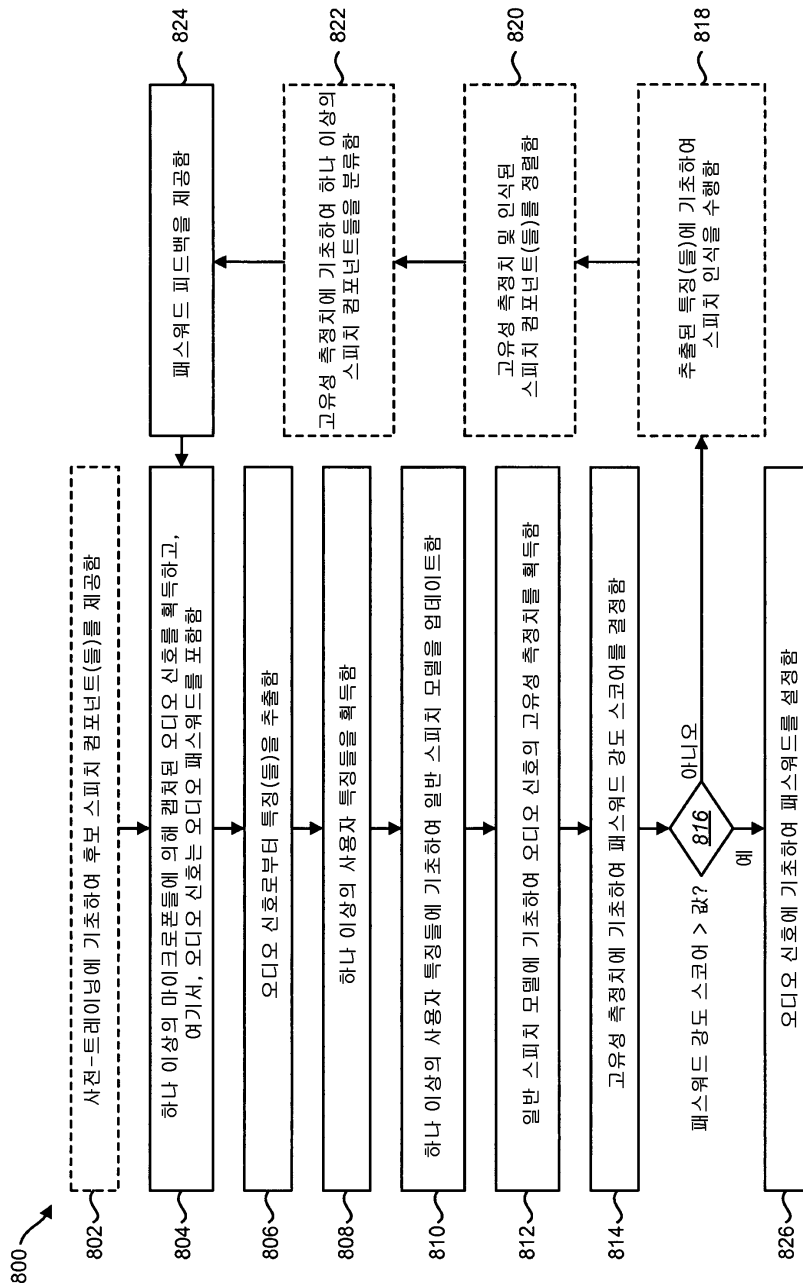 800
802
사전-트레이닝에 기초하여 후보 스피치 컴포넌트(들)를 제공함
804
하나 이상의 마이크로폰들에 의해 캡처된 오디오 신호를 획득하고,
여기서, 오디오 신호는 오디오 패스워드를 포함함
806
오디오 신호로부터 특징(들)을 추출함
808
하나 이상의 사용자 특징들을 획득함
810
하나 이상의 사용자 특징들에 기초하여 일반 스피치 모델을 업데이트함
812
일반 스피치 모델에 기초하여 오디오 신호의 고유성 측정치를 획득함
814
고유성 측정치에 기초하여 패스워드 강도 스코어를 결정함
패스워드 강도 스코어 > 값?
816
아니오
예
826
오디오 신호에 기초하여 패스워드를 설정함
패스워드 피드백을 제공함
824
고유성 측정치에 기초하여 하나 이상의
스피치 컴포넌트들을 분류함
822
고유성 측정치 및 인식된
스피치 컴포넌트(들)를 정렬함
820
추출된 특징(들)에 기초하여
스피치 인식을 수행함
818